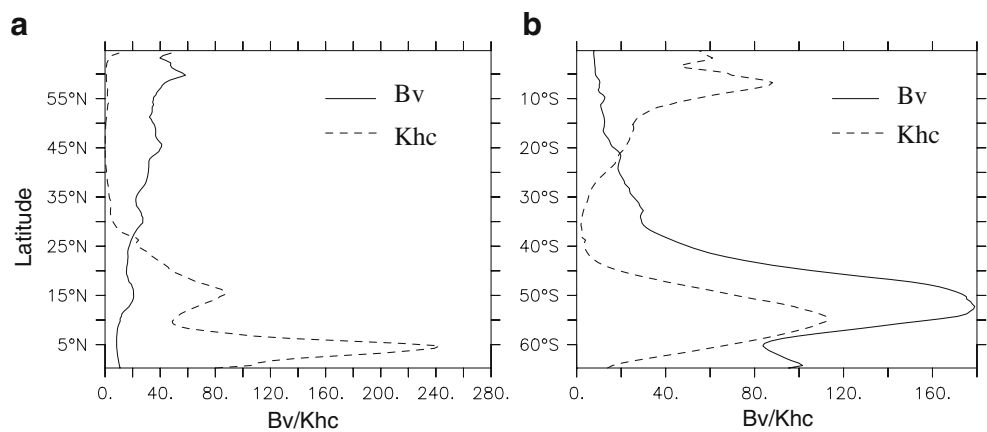 a
Bv
Khc
Latitude
55°N
45°N
35°N
25°N
15°N
5°N
0. 40. 80. 120. 160. 200. 240. 280.
Bv/Khc
b
Bv
Khc
10°S
20°S
30°S
40°S
50°S
60°S
0. 40. 80. 120. 160.
Bv/Khc